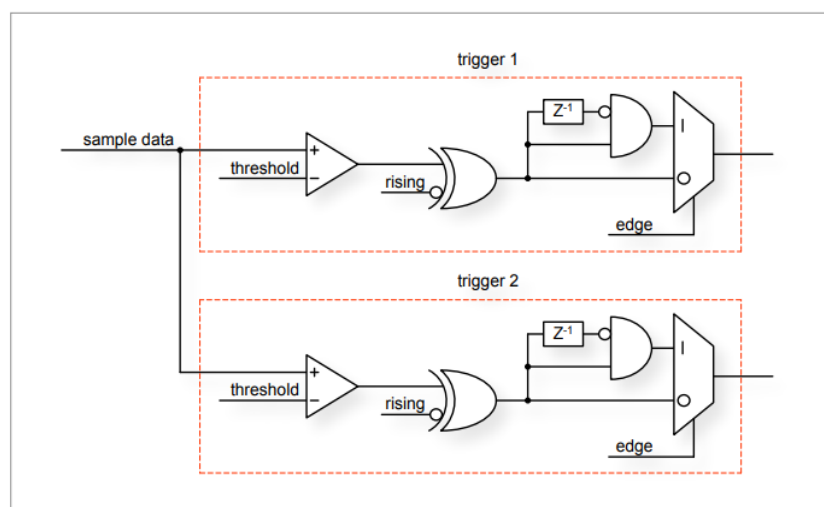 trigger 1
sample data
threshold
+
−
rising
Z-1
I
O
edge
trigger 2
threshold
+
−
rising
Z-1
I
O
edge